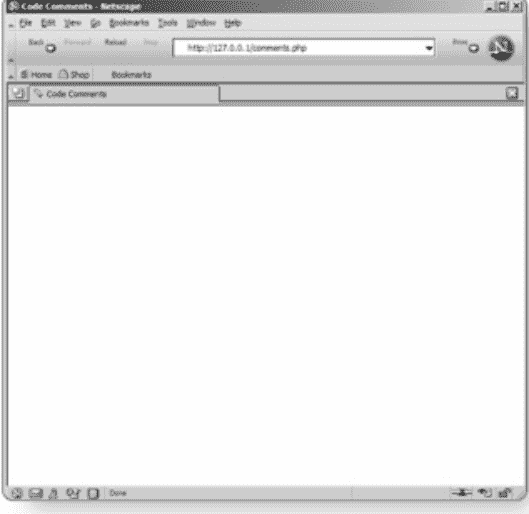 Code Comments - Netscape
File Edit View Go Bookmarks Tools Window Help
Back Forward Reload Stop http://127.0.0.1/comments.php Print N
Home Shop Bookmarks
Code Comments
Done